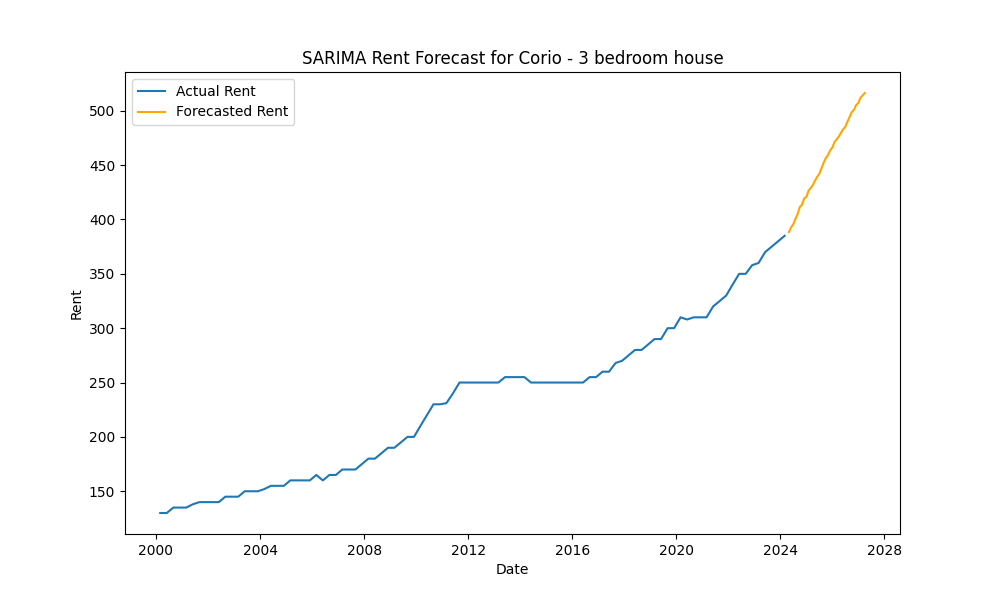 SARIMA Rent Forecast for Corio - 3 bedroom house
Actual Rent
Forecasted Rent
500
450
400
350
300
250
200
150
Rent
2000 2004 2008 2012 2016 2020 2024 2028
Date